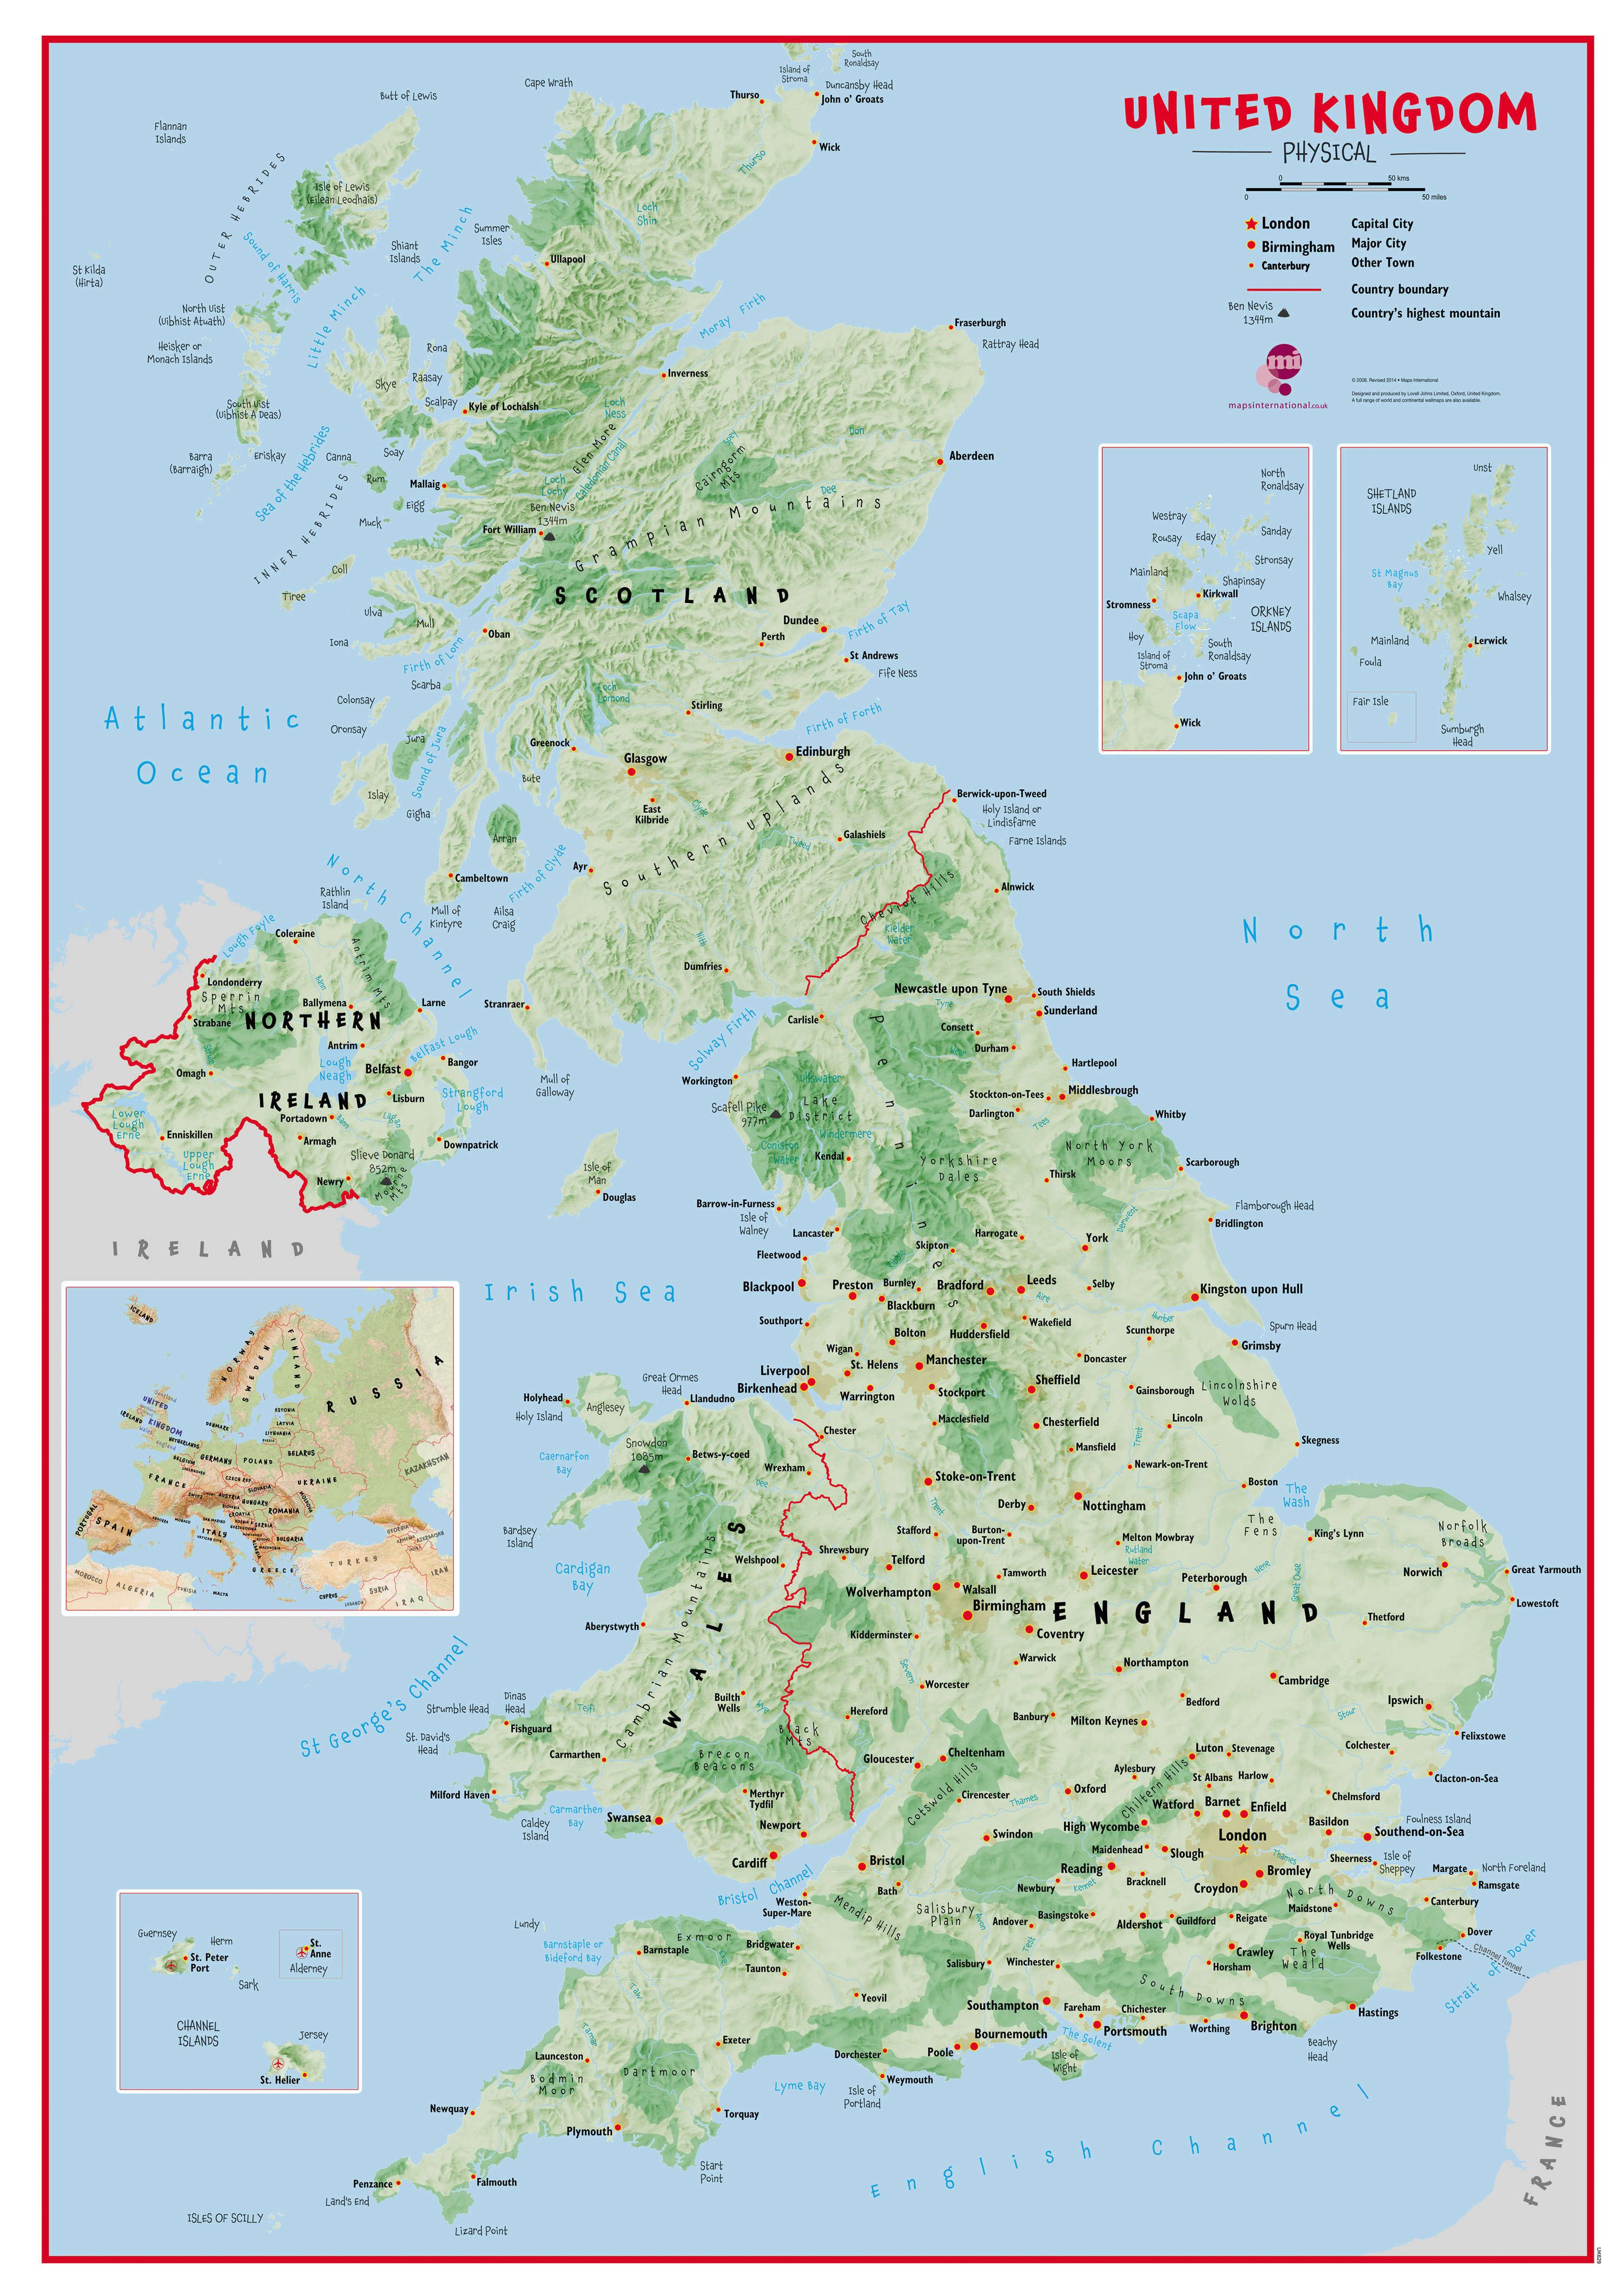 UNITED KINGDOM
PHYSICAL
0 50 kms
0 50 miles
London Capital City
Birmingham Major City
Canterbury Other Town
Country boundary
Ben Nevis
1344m
Country's highest mountain
mi
mapsinternational.co.uk
© 2008. Revised 2014 • Maps International
Designed and produced by Lovell Johns Limited, Oxford, United Kingdom.
A full range of world and continental wallmaps are also available.
Island of
Stroma
South
Ronaldsay
Duncansby Head
John o' Groats
Thurso
Cape Wrath
Butt of Lewis
Flannan
Islands
Wick
Thurso
OUTER HEBRIDES
Isle of Lewis
(Eilean Leodhais)
Loch
Shin
Summer
Isles
The Minch
Shiant
Islands
Sound of Harris
Ullapool
St Kilda
(Hirta)
Little Minch
North Uist
(Uibhist Atuath)
Moray Firth
Fraserburgh
Rattray Head
Heisker or
Monach Islands
Rona
Skye
Raasay
Scalpay
Inverness
Kyle of Lochalsh
Loch
Ness
South Uist
(Uibhist A Deas)
Glen More
Spey
Don
Cairngorm
Mts
Caledonian Canal
Aberdeen
Barra
(Barraigh)
Eriskay
Sea of the Hebrides
Canna
Soay
Rum
Mallaig
Loch
Lochy
Dee
Eigg
Muck
Ben Nevis
1344m
Fort William
Grampian Mountains
INNER HEBRIDES
Coll
Tiree
SCOTLAND
Ulva
Mull
Iona
Oban
Dundee
Firth of Tay
Perth
Firth of Lorn
St Andrews
Fife Ness
Scarba
Colonsay
Loch
Lomond
Stirling
Atlantic
Ocean
Oronsay
Jura
Sound of Jura
Firth of Forth
Greenock
Glasgow
Edinburgh
Bute
Islay
Gigha
East
Kilbride
Clyde
Southern Uplands
Berwick-upon-Tweed
Holy Island or
Lindisfarne
Farne Islands
Arran
Tweed
Galashiels
Ayr
Firth of Clyde
Cambeltown
North Channel
Rathlin
Island
Mull of
Kintyre
Ailsa
Craig
Cheviot Hills
Alnwick
Kielder
Water
Nith
Dumfries
North
Sea
Westray
North
Ronaldsay
Rousay
Eday
Sanday
Stronsay
Mainland
Shapinsay
Kirkwall
Stromness
ORKNEY
ISLANDS
Scapa
Flow
Hoy
South
Ronaldsay
Island of
Stroma
John o' Groats
Wick
Unst
SHETLAND
ISLANDS
Yell
St Magnus
Bay
Whalsey
Mainland
Lerwick
Foula
Fair Isle
Sumburgh
Head
Lough Foyle
Coleraine
Londonderry
Sperrin
Mts
Bann
Antrim Mts
Ballymena
Larne
Strabane
NORTHERN
IRELAND
Antrim
Belfast Lough
Omagh
Lough
Neagh
Belfast
Bangor
Lisburn
Strangford
Lough
Lower
Lough
Erne
Portadown
Bann
Lagan
Enniskillen
Armagh
Downpatrick
Upper
Lough
Erne
Slieve Donard
852m
Newry
Mourne
Mts
IRELAND
Stranraer
Mull of
Galloway
Solway Firth
Carlisle
Newcastle upon Tyne
Tyne
South Shields
Sunderland
Consett
Durham
Wear
Hartlepool
Workington
Ullswater
Stockton-on-Tees
Middlesbrough
Darlington
Tees
Scafell Pike
977m
Lake
District
Windermere
Coniston
Water
Kendal
Pennines
Whitby
North York
Moors
Yorkshire
Dales
Thirsk
Scarborough
Isle of
Man
Douglas
Barrow-in-Furness
Isle of
Walney
Lancaster
Flamborough Head
Bridlington
Derwent
Harrogate
York
Skipton
Ribble
Fleetwood
Irish Sea
Blackpool
Preston
Burnley
Bradford
Leeds
Selby
Kingston upon Hull
Blackburn
Aire
Humber
Southport
Wakefield
Scunthorpe
Spurn Head
Bolton
Huddersfield
Grimsby
Wigan
Manchester
Doncaster
St. Helens
Liverpool
Birkenhead
Warrington
Stockport
Sheffield
Gainsborough
Lincolnshire
Wolds
Great Ormes
Head
Llandudno
Holyhead
Holy Island
Anglesey
Macclesfield
Chesterfield
Lincoln
Chester
Mansfield
Trent
Skegness
Snowdon
1085m
Caernarfon
Bay
Betws-y-coed
Wrexham
Dee
Newark-on-Trent
Stoke-on-Trent
Boston
The
Wash
Trent
Derby
Nottingham
Bardsey
Island
Stafford
Burton-
upon-Trent
The
Fens
King's Lynn
Norfolk
Broads
Shrewsbury
Melton Mowbray
Rutland
Water
Welshpool
Telford
Cardigan
Bay
Tamworth
Leicester
Nene
Great Ouse
Peterborough
Norwich
Great Yarmouth
Wolverhampton
Walsall
Birmingham
Lowestoft
ENGLAND
WALES
Cambrian Mountains
Aberystwyth
Kidderminster
Coventry
Thetford
Warwick
Severn
Northampton
Cambridge
Worcester
Bedford
Builth
Wells
Wye
Hereford
Ipswich
Banbury
Milton Keynes
Stour
St George's Channel
Strumble Head
Dinas
Head
Teifi
Fishguard
St. David's
Head
Carmarthen
Black
Mts
Brecon
Beacons
Gloucester
Cheltenham
Luton
Stevenage
Colchester
Felixstowe
Milford Haven
Merthyr
Tydfil
Cotswold Hills
Cirencester
Thames
Oxford
Aylesbury
Chiltern Hills
St Albans
Harlow
Chelmsford
Clacton-on-Sea
Carmarthen
Bay
Swansea
Caldey
Island
Newport
Watford
Barnet
Enfield
High Wycombe
London
Basildon
Foulness Island
Southend-on-Sea
Swindon
Maidenhead
Slough
Thames
Sheerness
Isle of
Sheppey
Cardiff
Bristol
Reading
Bracknell
Bromley
Croydon
Margate
North Foreland
Ramsgate
Bristol Channel
Weston-
Super-Mare
Bath
Newbury
Kennet
North Downs
Maidstone
Canterbury
Mendip Hills
Salisbury
Plain
Avon
Andover
Basingstoke
Aldershot
Guildford
Reigate
Royal Tunbridge
Wells
Dover
Lundy
Exmoor
Barnstaple or
Bideford Bay
Barnstaple
Exe
Bridgwater
Taunton
Salisbury
Test
Winchester
Crawley
Horsham
The
Weald
Folkestone
Channel Tunnel
Strait of Dover
Taw
Yeovil
Southampton
Fareham
Chichester
South Downs
Hastings
Tamar
Exeter
Bournemouth
The Solent
Portsmouth
Worthing
Brighton
Beachy
Head
Launceston
Dorchester
Poole
Isle of
Wight
Bodmin
Moor
Dartmoor
Lyme Bay
Isle of
Portland
Weymouth
Newquay
Torquay
Plymouth
Start
Point
English Channel
Penzance
Falmouth
Land's End
ISLES OF SCILLY
Lizard Point
FRANCE
ICELAND
NORWAY
SWEDEN
FINLAND
RUSSIA
ESTONIA
LATVIA
LITHUANIA
RUSSIA
Scotland
UNITED
KINGDOM
IRELAND
Wales
England
DENMARK
NETHERLANDS
BELGIUM
GERMANY
POLAND
BELARUS
KAZAKHSTAN
FRANCE
CZECH REP.
UKRAINE
SLOVAKIA
AUSTRIA
HUNGARY
MOLDOVA
ROMANIA
CROATIA
SERBIA
PORTUGAL
SPAIN
ANDORRA
MONACO
SAN MARINO
ITALY
VATICAN CITY
BULGARIA
GEORGIA
GREECE
TURKEY
MOROCCO
ALGERIA
TUNISIA
MALTA
CYPRUS
LEBANON
SYRIA
IRAQ
IRAN
Guernsey
Herm
St. Peter
Port
Sark
St.
Anne
Alderney
CHANNEL
ISLANDS
Jersey
St. Helier
UK629